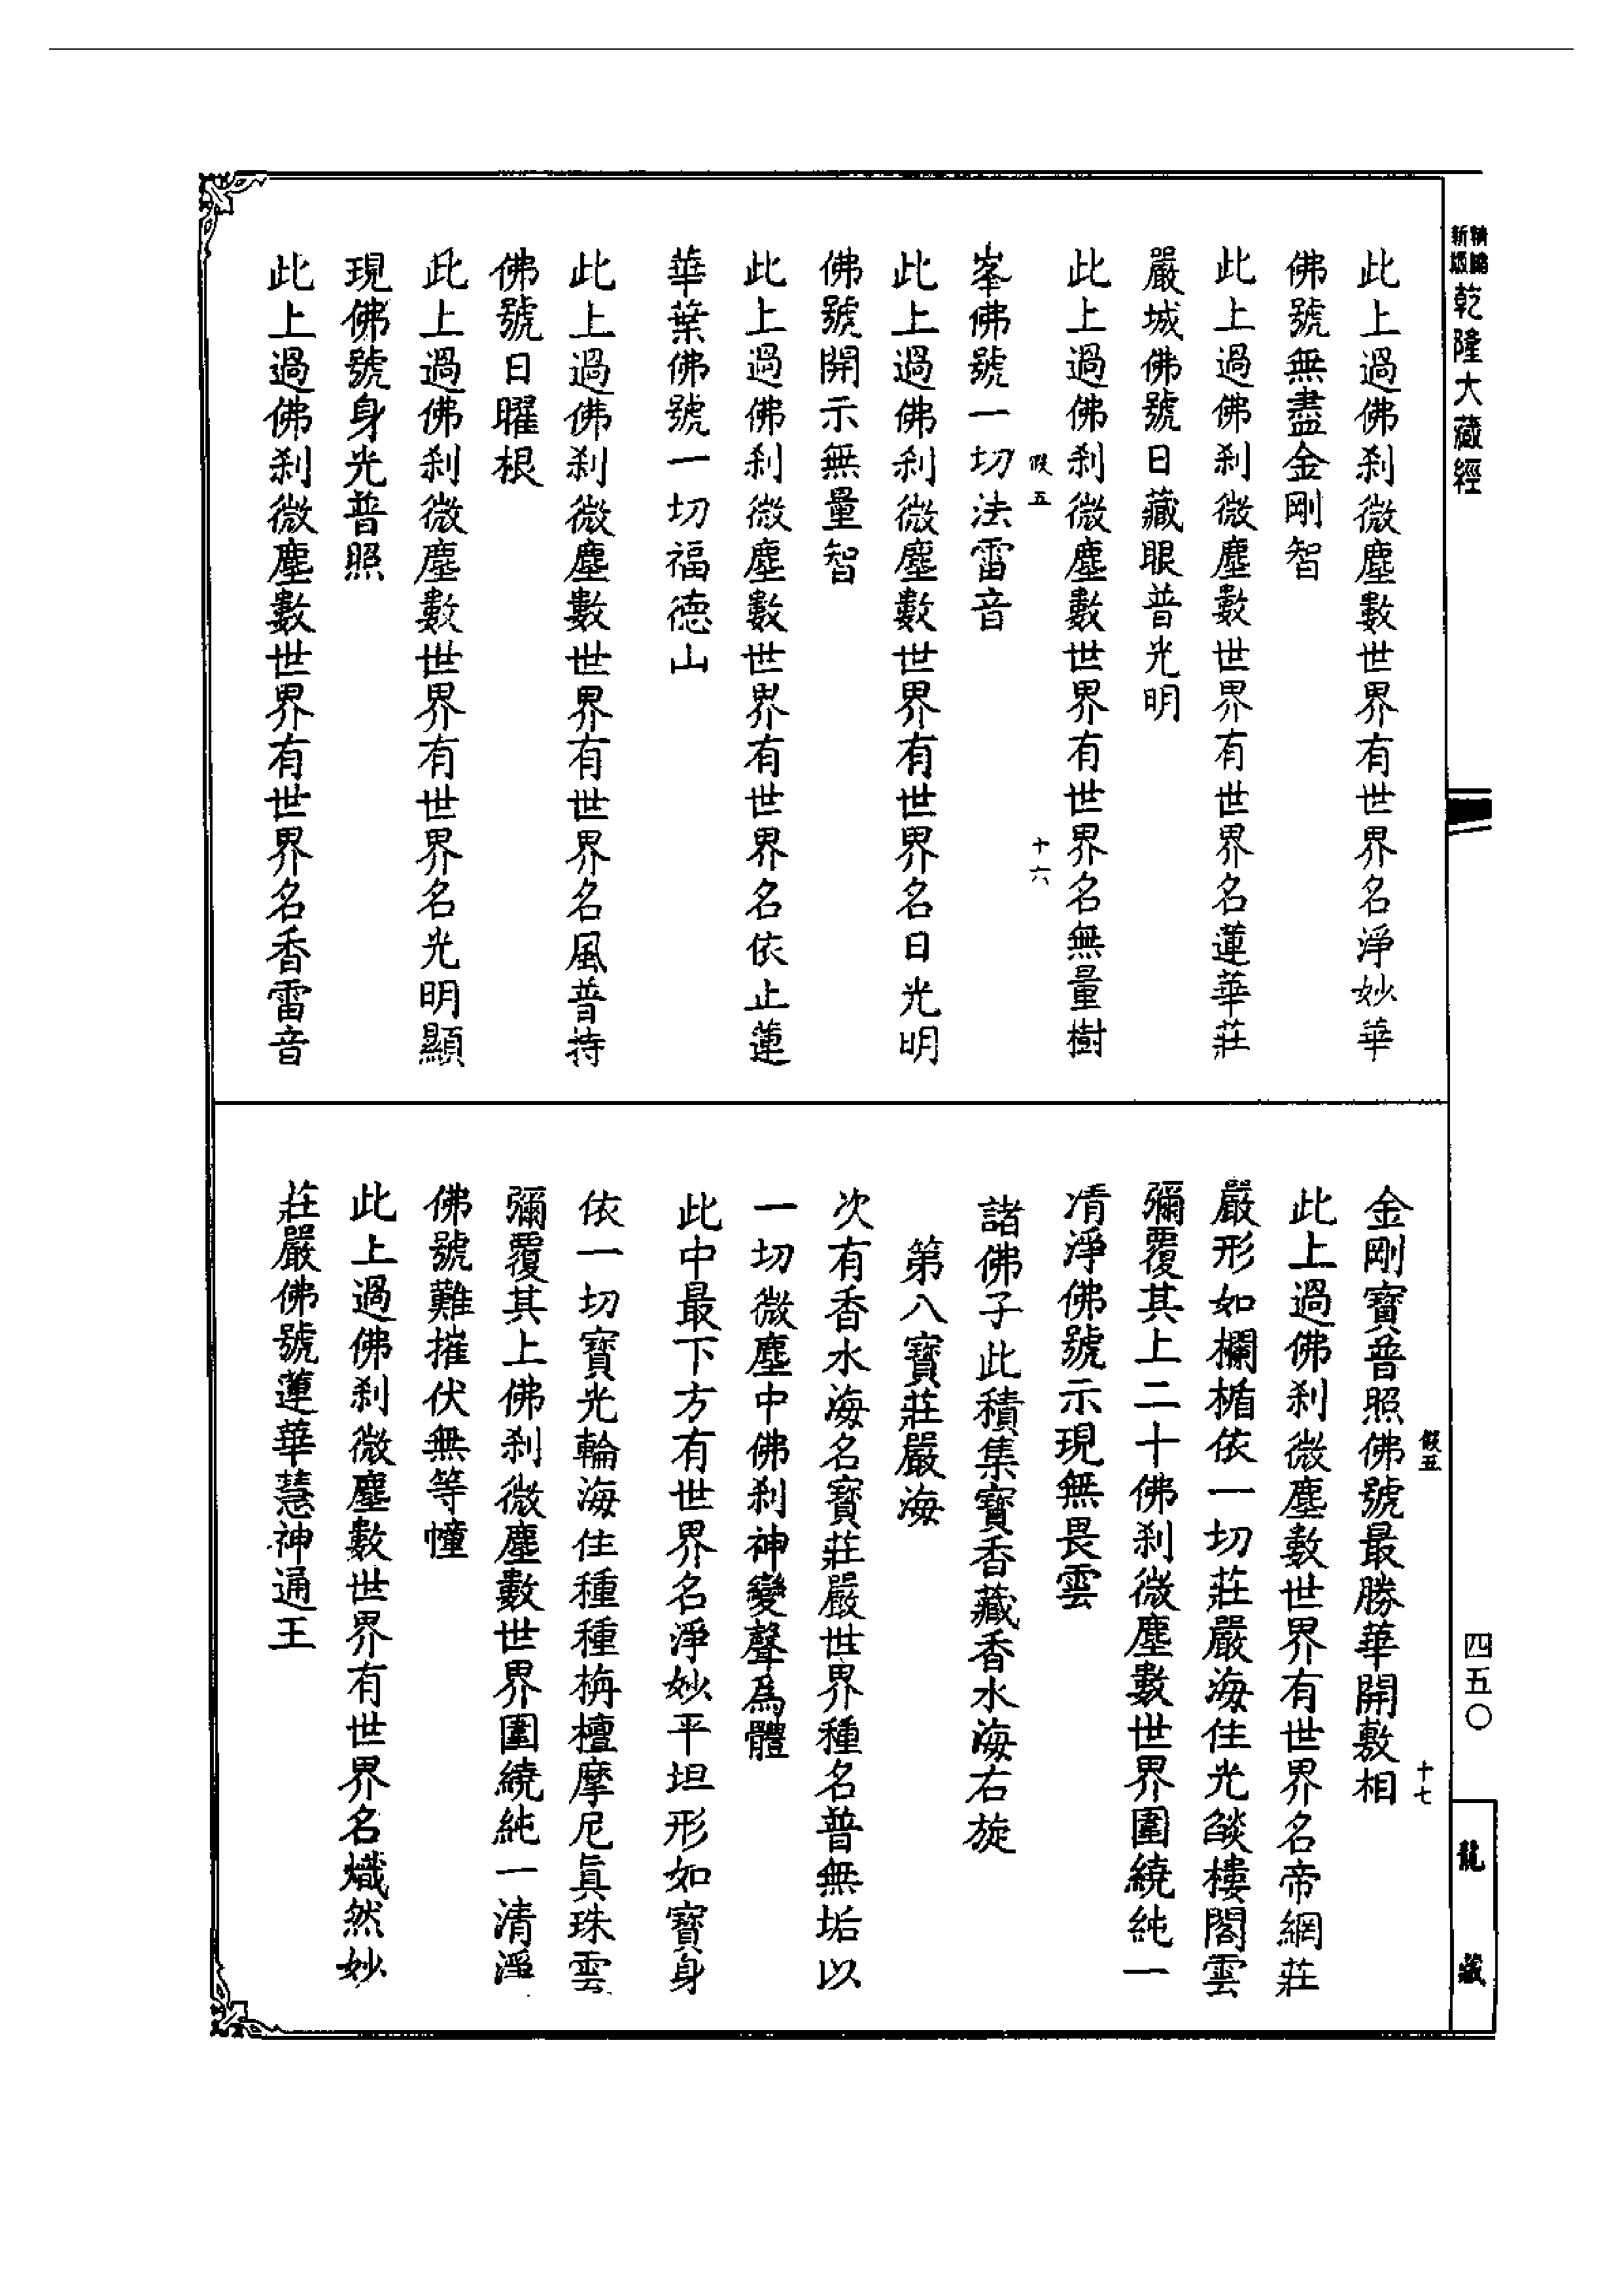 新編
新版
乾隆大藏經
此上過佛刹微塵數世界有世界名淨妙華
佛號無盡金剛智
此上過佛刹微塵數世界有世界名蓮華莊
嚴城佛號日藏眼普光明
此上過佛刹微塵數世界有世界名無量樹
假五
十六
峯佛號一切法雷音
此上過佛刹微塵數世界有世界名日光明
佛號開示無量智
此上過佛刹微塵數世界有世界名依止蓮
華葉佛號一切福德山
此上過佛刹微塵數世界有世界名風普持
佛號日曜根
此上過佛刹微塵數世界有世界名光明顯
現佛號身光普照
此上過佛刹微塵數世界有世界名香雷音
假五
十七
金剛寶普照佛號最勝華開敷相
此上過佛刹微塵數世界有世界名帝網莊
嚴形如欄楯依一切莊嚴海住光燄樓閣雲
彌覆其上二十佛刹微塵數世界圍繞純一
清淨佛號示現無畏雲
諸佛子此積集寶香藏香水海右旋
第八寶莊嚴海
次有香水海名寶莊嚴世界種名普無垢以
一切微塵中佛刹神變聲爲體
此中最下方有世界名淨妙平坦形如寶身
依一切寶光輪海住種種栴檀摩尼眞珠雲
彌覆其上佛刹微塵數世界圍繞純一清淨
佛號難摧伏無等幢
此上過佛刹微塵數世界有世界名熾然妙
莊嚴佛號蓮華慧神通王
四五〇
龍藏